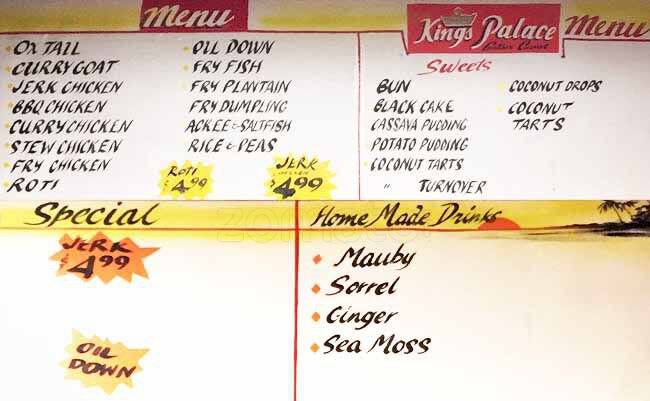 Menu
OX TAIL
CURRY GOAT
JERK CHICKEN
BBQ CHICKEN
CURRY CHICKEN
STEW CHICKEN
FRY CHICKEN
ROTI
OIL DOWN
FRY FISH
FRY PLANTAIN
FRY DUMPLING
ACKEE & SALTFISH
RICE & PEAS
ROTI
$4.99
JERK
CHICKEN
$4.99
Kings Palace
Menu
Sweets
BUN
BLACK CAKE
CASSAVA PUDDING
POTATO PUDDING
COCONUT TARTS
" TURNOVER
COCONUT DROPS
COCONUT
TARTS
Special
JERK
$4.99
OIL
DOWN
Home Made Drinks
Mauby
Sorrel
Ginger
Sea Moss